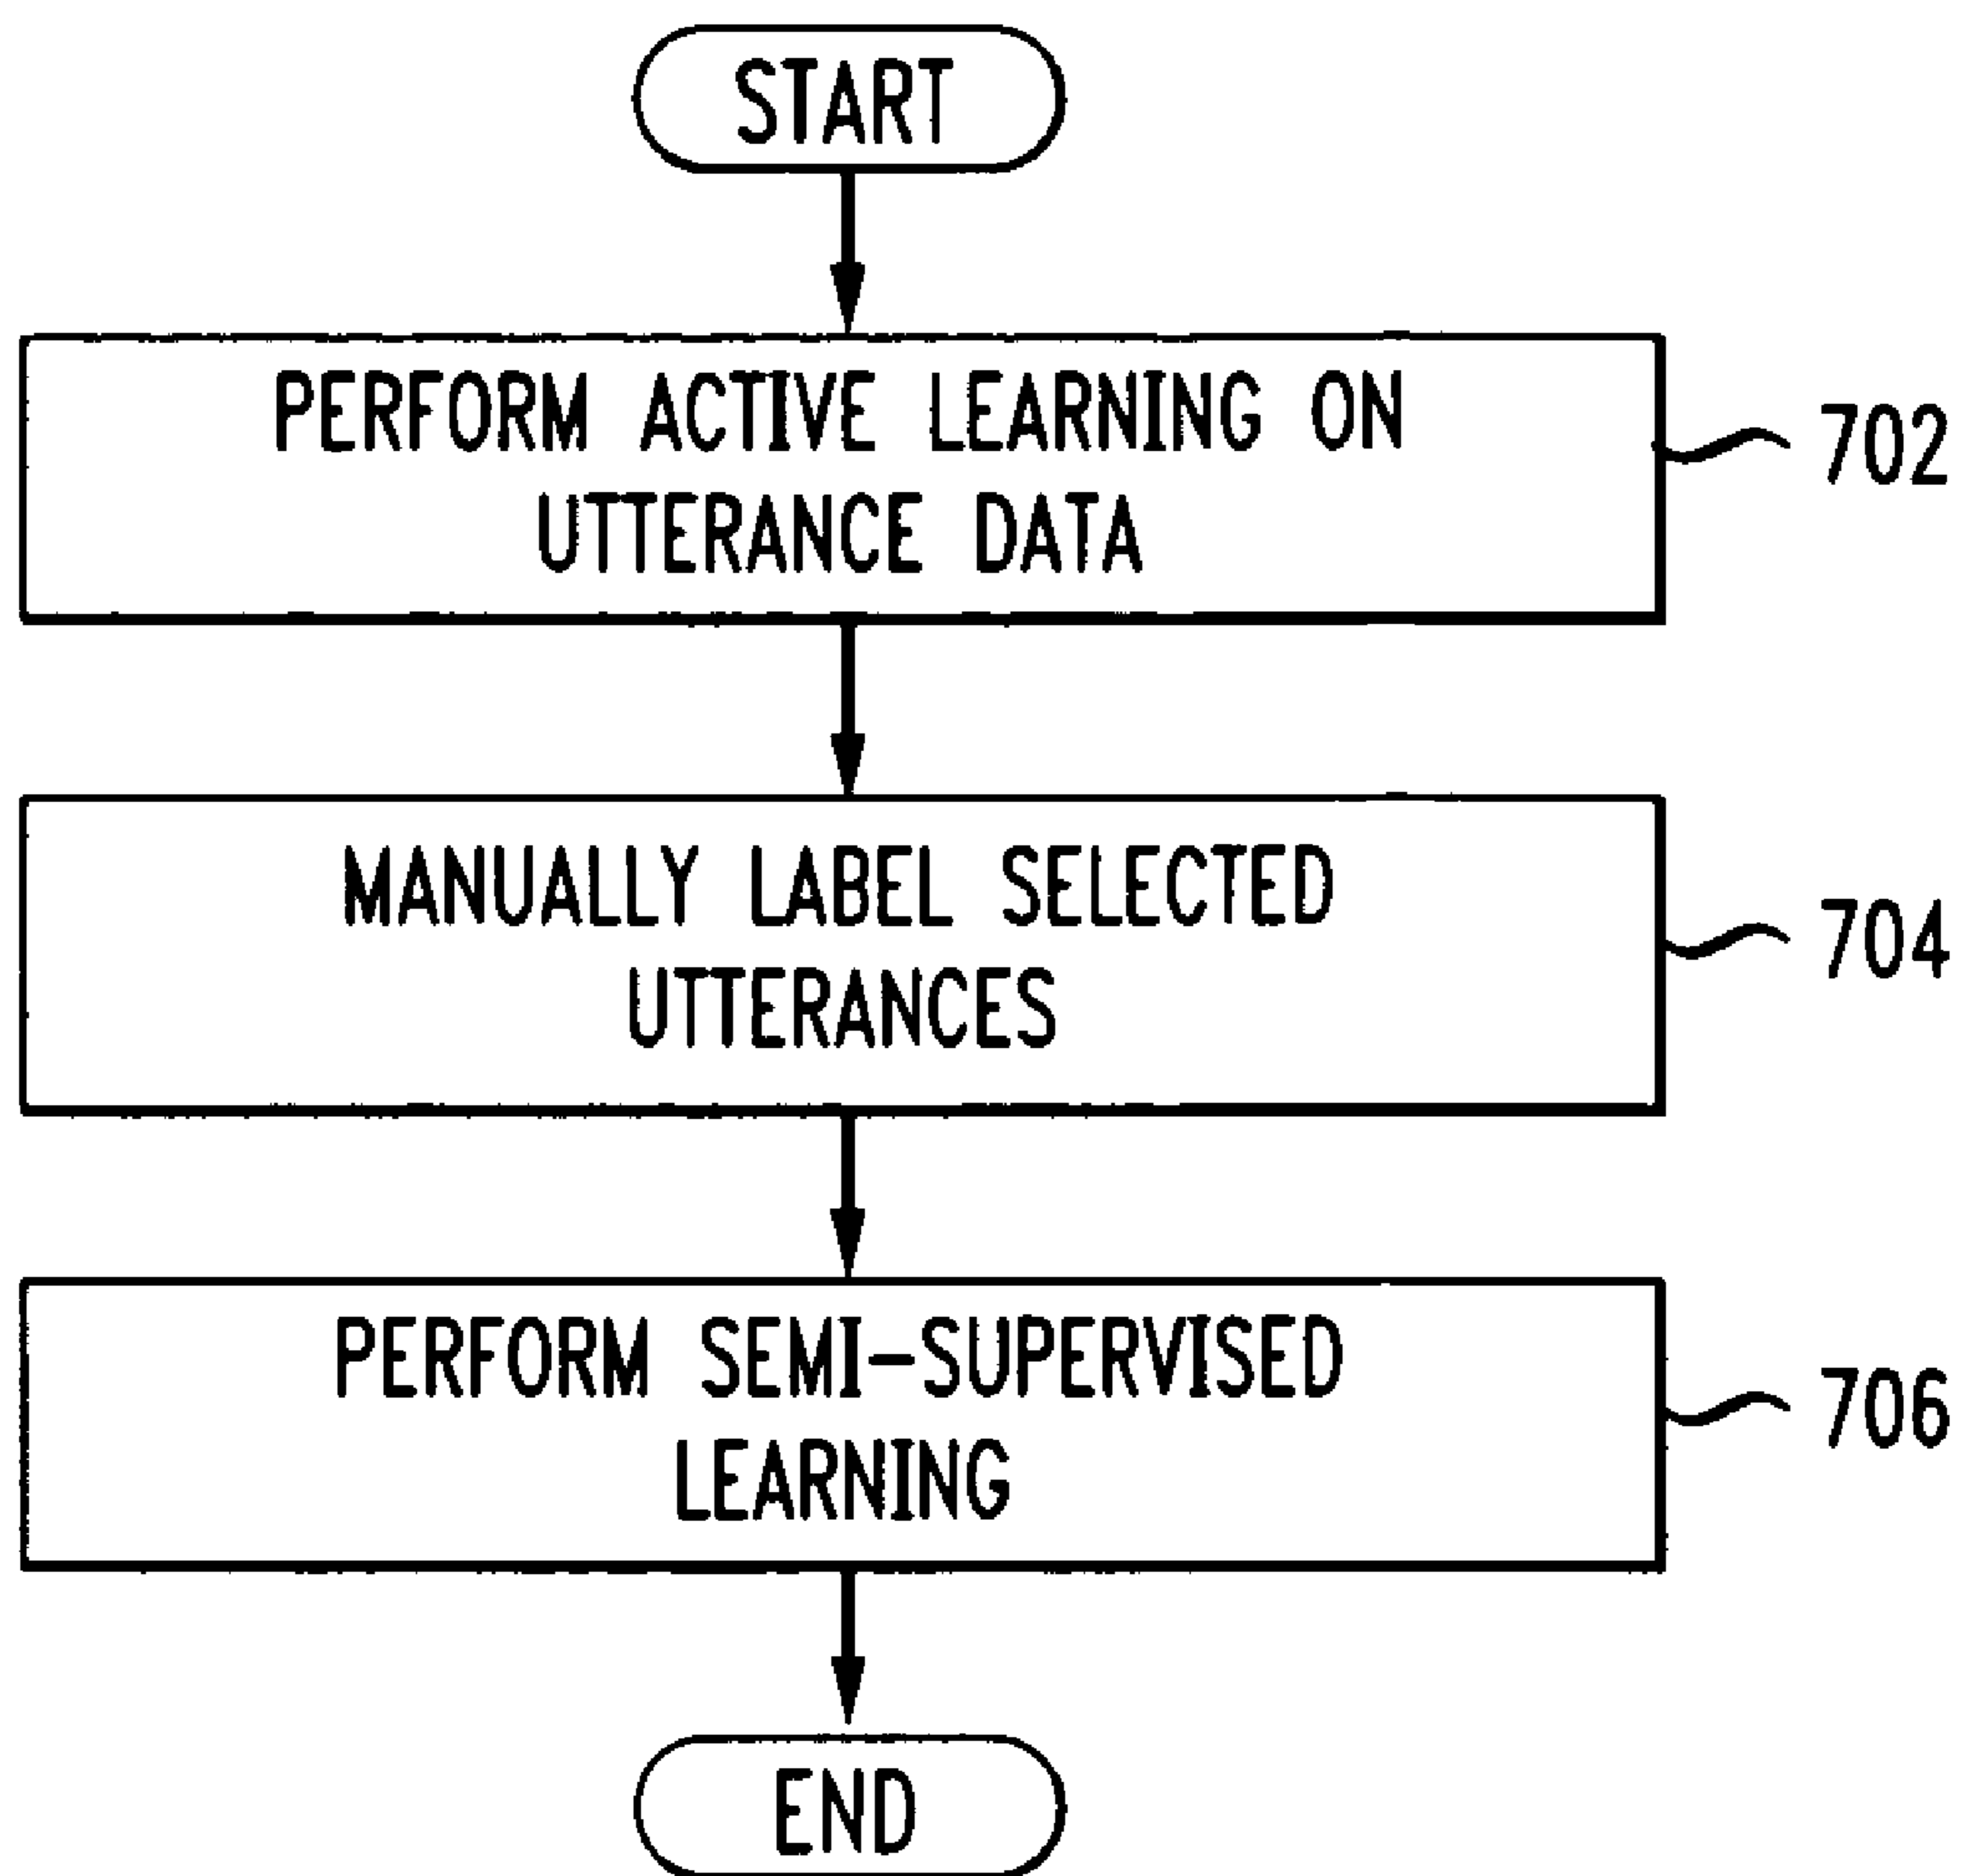 START
PERFORM ACTIVE LEARNING ON
UTTERANCE DATA
702
MANUALLY LABEL SELECTED
UTTERANCES
704
PERFORM SEMI-SUPERVISED
LEARNING
706
END